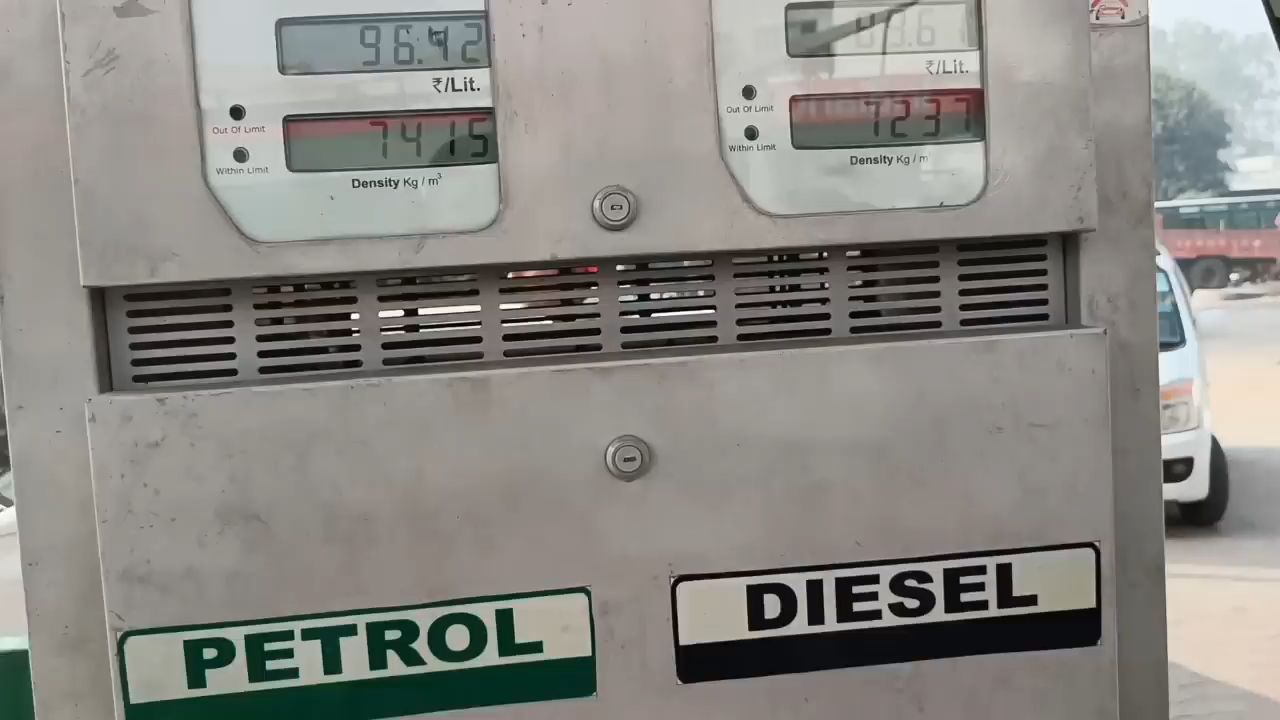 96.42
₹/Lit.
Out Of Limit
Within Limit
7415
Density Kg / m³
₹/Lit.
Out Of Limit
Within Limit
7237
Density Kg / m
PETROL
DIESEL